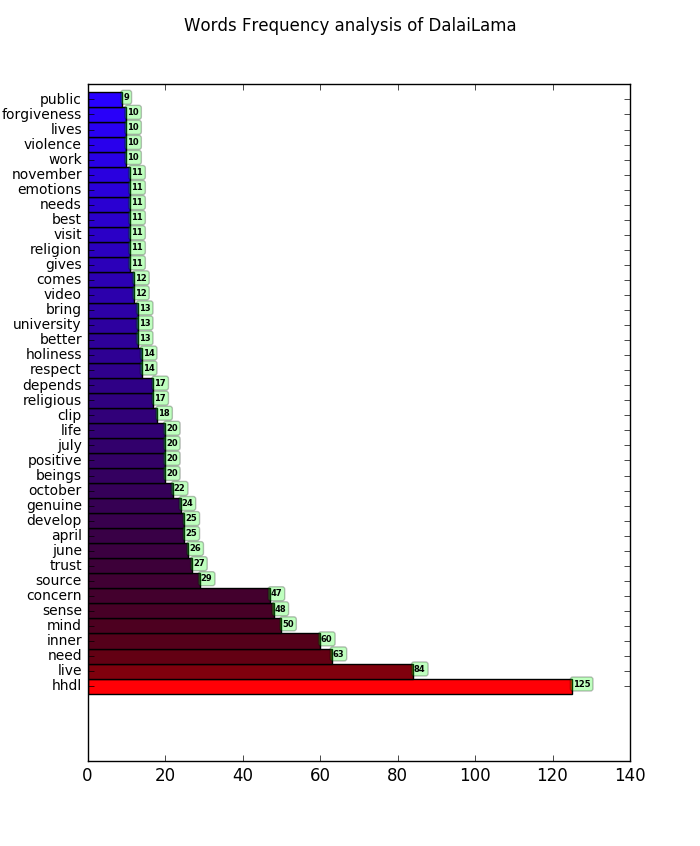 Words Frequency analysis of DalaiLama
public 9
forgiveness 10
lives 10
violence 10
work 10
november 11
emotions 11
needs 11
best 11
visit 11
religion 11
gives 11
comes 12
video 12
bring 13
university 13
better 13
holiness 14
respect 14
depends 17
religious 17
clip 18
life 20
july 20
positive 20
beings 20
october 22
genuine 24
develop 25
april 25
june 26
trust 27
source 29
concern 47
sense 48
mind 50
inner 60
need 63
live 84
hhdl 125
0 20 40 60 80 100 120 140